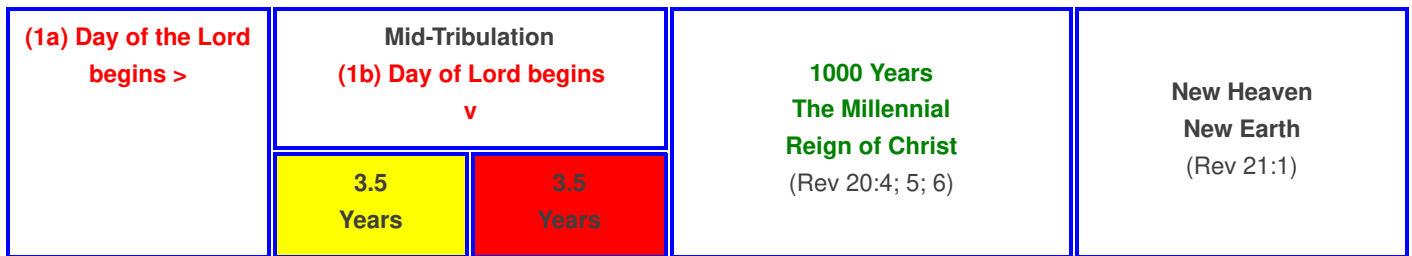 (1a) Day of the Lord
begins >
Mid-Tribulation
(1b) Day of Lord begins
v
3.5
Years
3.5
Years
1000 Years
The Millennial
Reign of Christ
(Rev 20:4; 5; 6)
New Heaven
New Earth
(Rev 21:1)